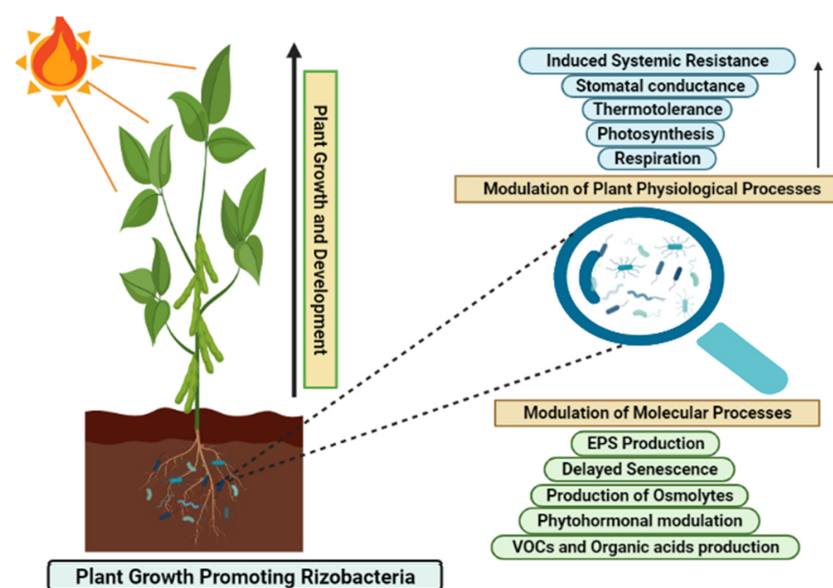 Plant Growth and Development
Induced Systemic Resistance
Stomatal conductance
Thermotolerance
Photosynthesis
Respiration
Modulation of Plant Physiological Processes
Modulation of Molecular Processes
EPS Production
Delayed Senescence
Production of Osmolytes
Phytohormonal modulation
VOCs and Organic acids production
Plant Growth Promoting Rizobacteria